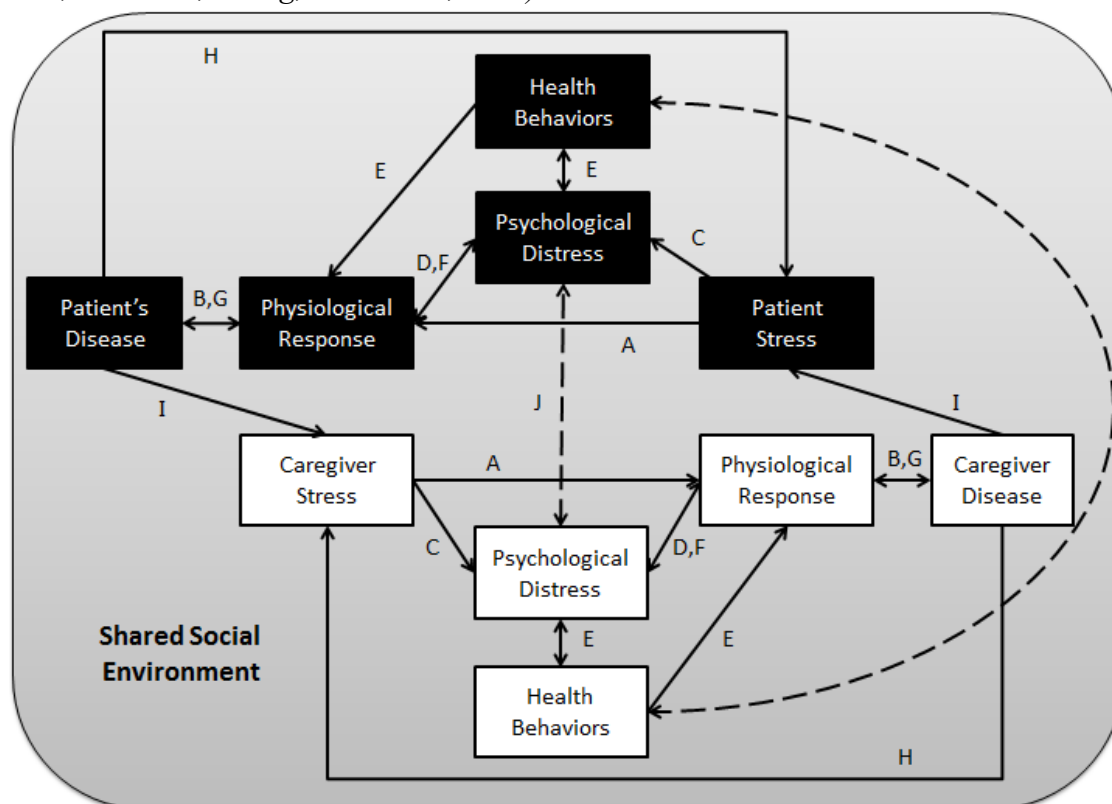 H
Health
Behaviors
E
E
Psychological
Distress
C
D,F
Patient's
Disease
B,G
Physiological
Response
Patient
Stress
A
I
J
I
Caregiver
Stress
A
Physiological
Response
B,G
Caregiver
Disease
C
D,F
Psychological
Distress
Shared Social
Environment
E
E
Health
Behaviors
H